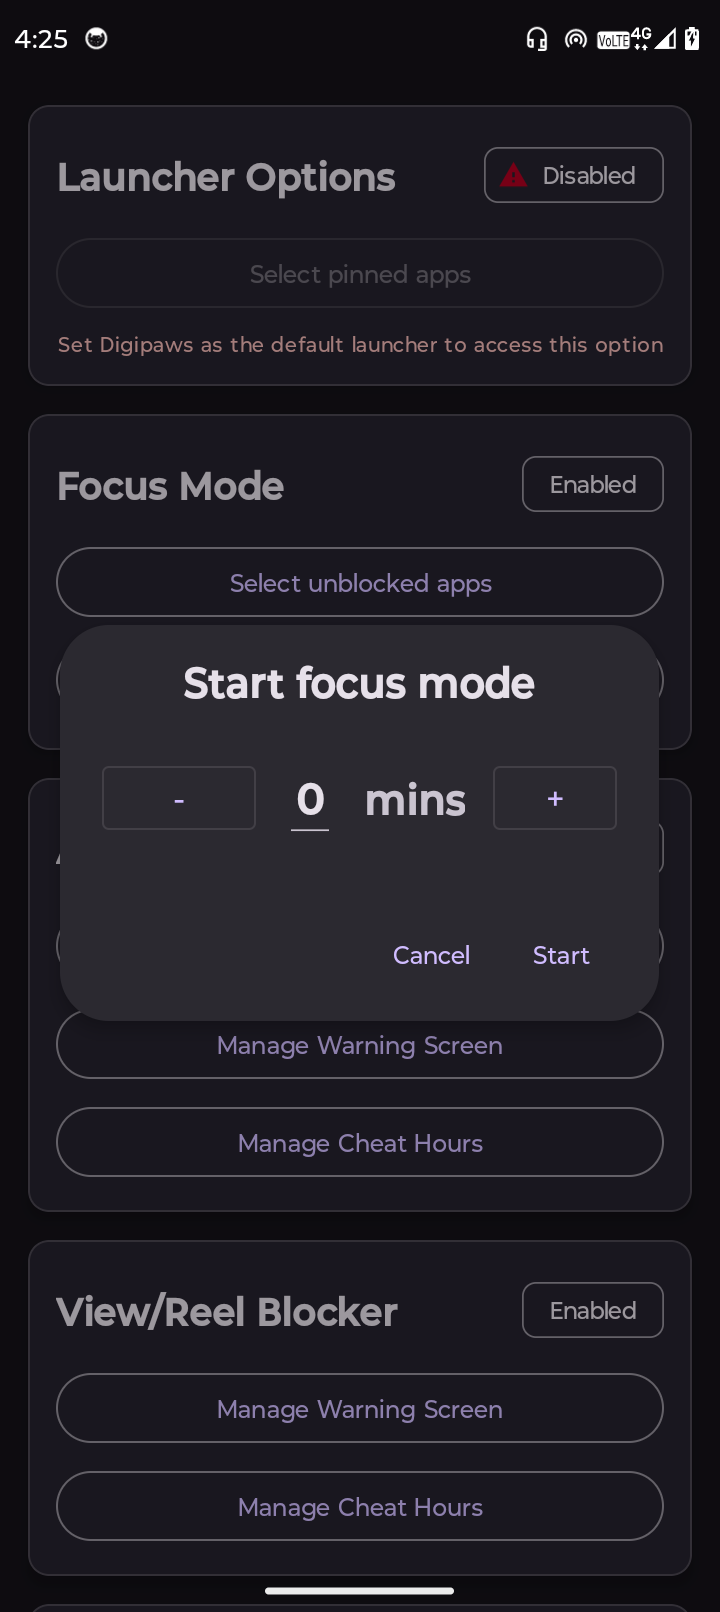 4:25 VoLTE 4G
Launcher Options
Disabled
Select pinned apps
Set Digipaws as the default launcher to access this option
Focus Mode
Enabled
Select unblocked apps
Start focus mode
- 0 mins +
Cancel Start
Manage Warning Screen
Manage Cheat Hours
View/Reel Blocker
Enabled
Manage Warning Screen
Manage Cheat Hours